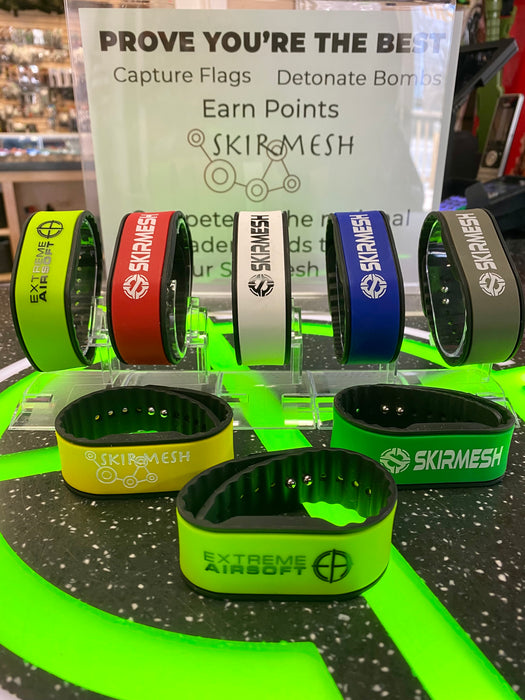 PROVE YOU'RE THE BEST
Capture Flags Detonate Bombs
Earn Points
SKIRMESH
the
EXTREME
AIRSOFT
SKIRMESH
SKIRMESH
SKIRMESH
SKIRMESH
SKIRMESH
SKIRMESH
EXTREME
AIRSOFT